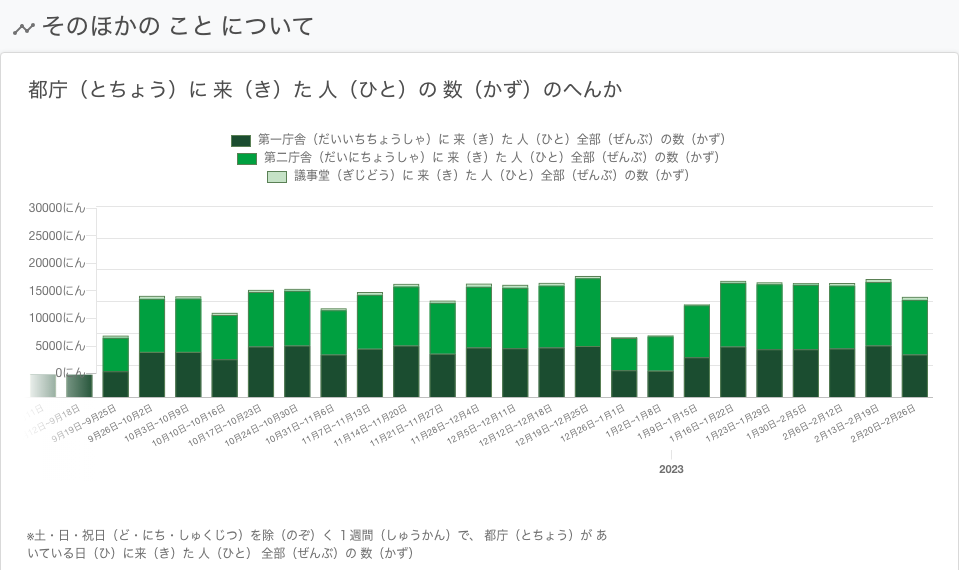 そのほかの こと について
都庁（とちょう）に 来（き）た 人（ひと）の 数（かず）のへんか
第一庁舎（だいいちちょうしゃ）に 来（き）た 人（ひと）全部（ぜんぶ）の数（かず）
第二庁舎（だいにちょうしゃ）に 来（き）た 人（ひと）全部（ぜんぶ）の数（かず）
議事堂（ぎじどう）に 来（き）た 人（ひと）全部（ぜんぶ）の数（かず）
30000にん
25000にん
20000にん
15000にん
10000にん
5000にん
0にん
9月18日
9月19日~9月25日
9月26日~10月2日
10月3日~10月9日
10月10日~10月16日
10月17日~10月23日
10月24日~10月30日
10月31日~11月6日
11月7日~11月13日
11月14日~11月20日
11月21日~11月27日
11月28日~12月4日
12月5日~12月11日
12月12日~12月18日
12月19日~12月25日
12月26日~1月1日
1月2日~1月8日
1月9日~1月15日
1月16日~1月22日
1月23日~1月29日
1月30日~2月5日
2月6日~2月12日
2月13日~2月19日
2月20日~2月26日
2023
※土・日・祝日（ど・にち・しゅくじつ）を除（のぞ）く １週間（しゅうかん）で、 都庁（とちょう）が あ
いている日（ひ）に来（き）た 人（ひと） 全部（ぜんぶ）の 数（かず）